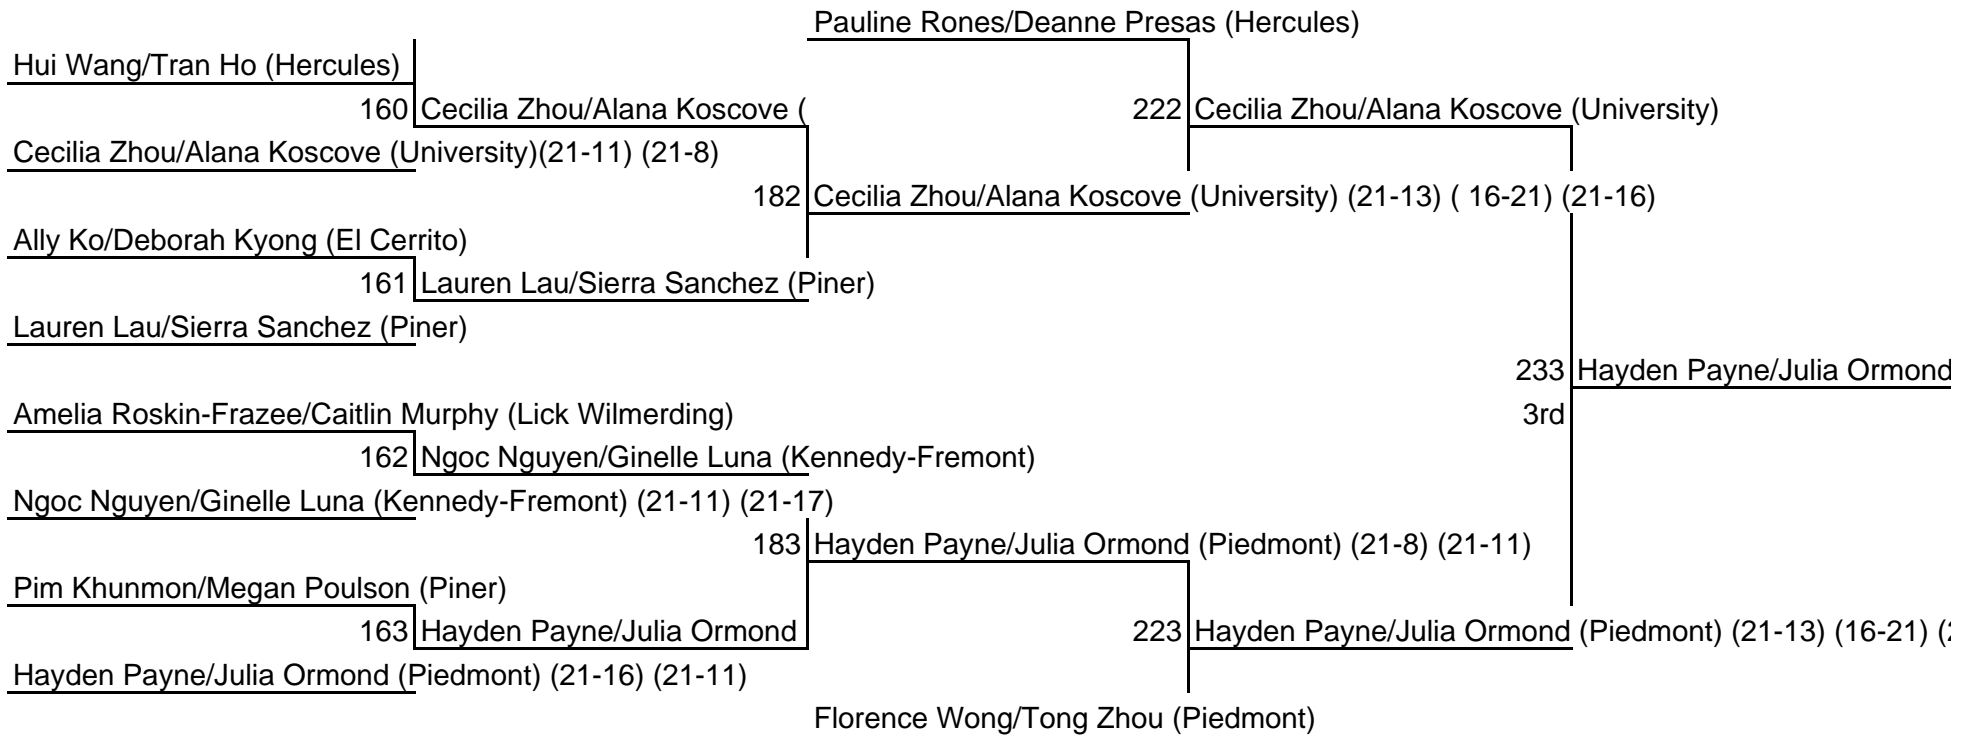 Pauline Rones/Deanne Presas (Hercules)
Hui Wang/Tran Ho (Hercules)
160 Cecilia Zhou/Alana Koscove (
222 Cecilia Zhou/Alana Koscove (University)
Cecilia Zhou/Alana Koscove (University)(21-11) (21-8)
182 Cecilia Zhou/Alana Koscove (University) (21-13) ( 16-21) (21-16)
Ally Ko/Deborah Kyong (El Cerrito)
161 Lauren Lau/Sierra Sanchez (Piner)
Lauren Lau/Sierra Sanchez (Piner)
233 Hayden Payne/Julia Ormond
Amelia Roskin-Frazee/Caitlin Murphy (Lick Wilmerding)
3rd
162 Ngoc Nguyen/Ginelle Luna (Kennedy-Fremont)
Ngoc Nguyen/Ginelle Luna (Kennedy-Fremont) (21-11) (21-17)
183 Hayden Payne/Julia Ormond (Piedmont) (21-8) (21-11)
Pim Khunmon/Megan Poulson (Piner)
163 Hayden Payne/Julia Ormond
223 Hayden Payne/Julia Ormond (Piedmont) (21-13) (16-21) (
Hayden Payne/Julia Ormond (Piedmont) (21-16) (21-11)
Florence Wong/Tong Zhou (Piedmont)